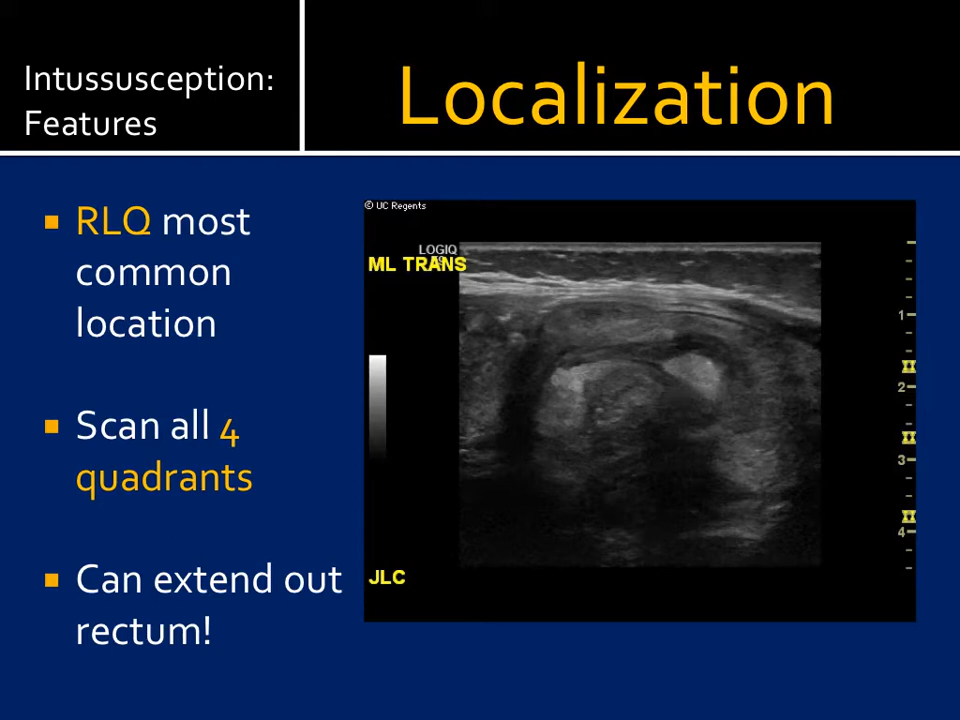 Intussusception:
Features
Localization
▪ RLQ most
common
location
▪ Scan all 4
quadrants
▪ Can extend out
rectum!
© UC Regents
LOGIQ
ML TRANS
JLC
1
2
3
4